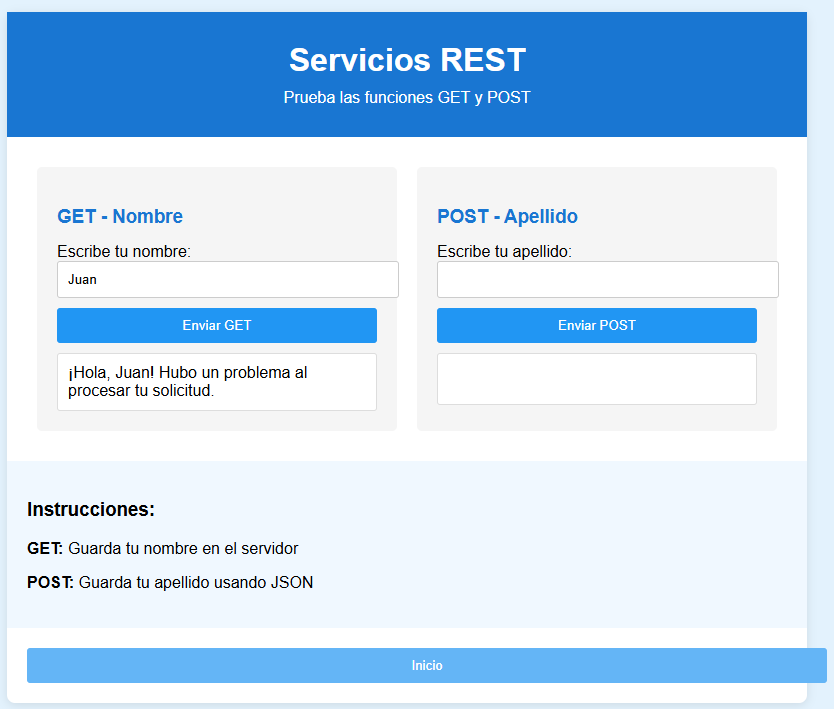 Servicios REST
Prueba las funciones GET y POST
GET - Nombre
Escribe tu nombre:
Juan
Enviar GET
¡Hola, Juan! Hubo un problema al
procesar tu solicitud.
POST - Apellido
Escribe tu apellido:
Enviar POST
Instrucciones:
GET: Guarda tu nombre en el servidor
POST: Guarda tu apellido usando JSON
Inicio